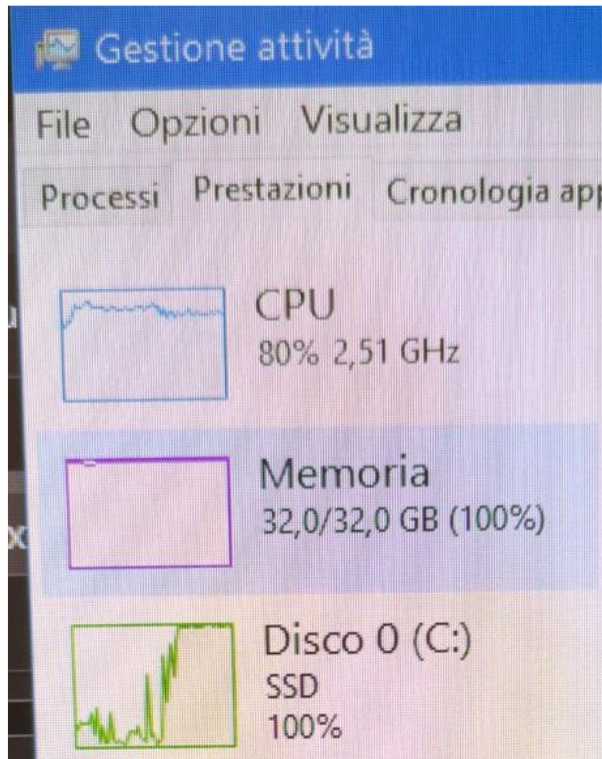 Gestione attività
File Opzioni Visualizza
Processi Prestazioni Cronologia app
CPU
80% 2,51 GHz
Memoria
32,0/32,0 GB (100%)
Disco 0 (C:)
SSD
100%